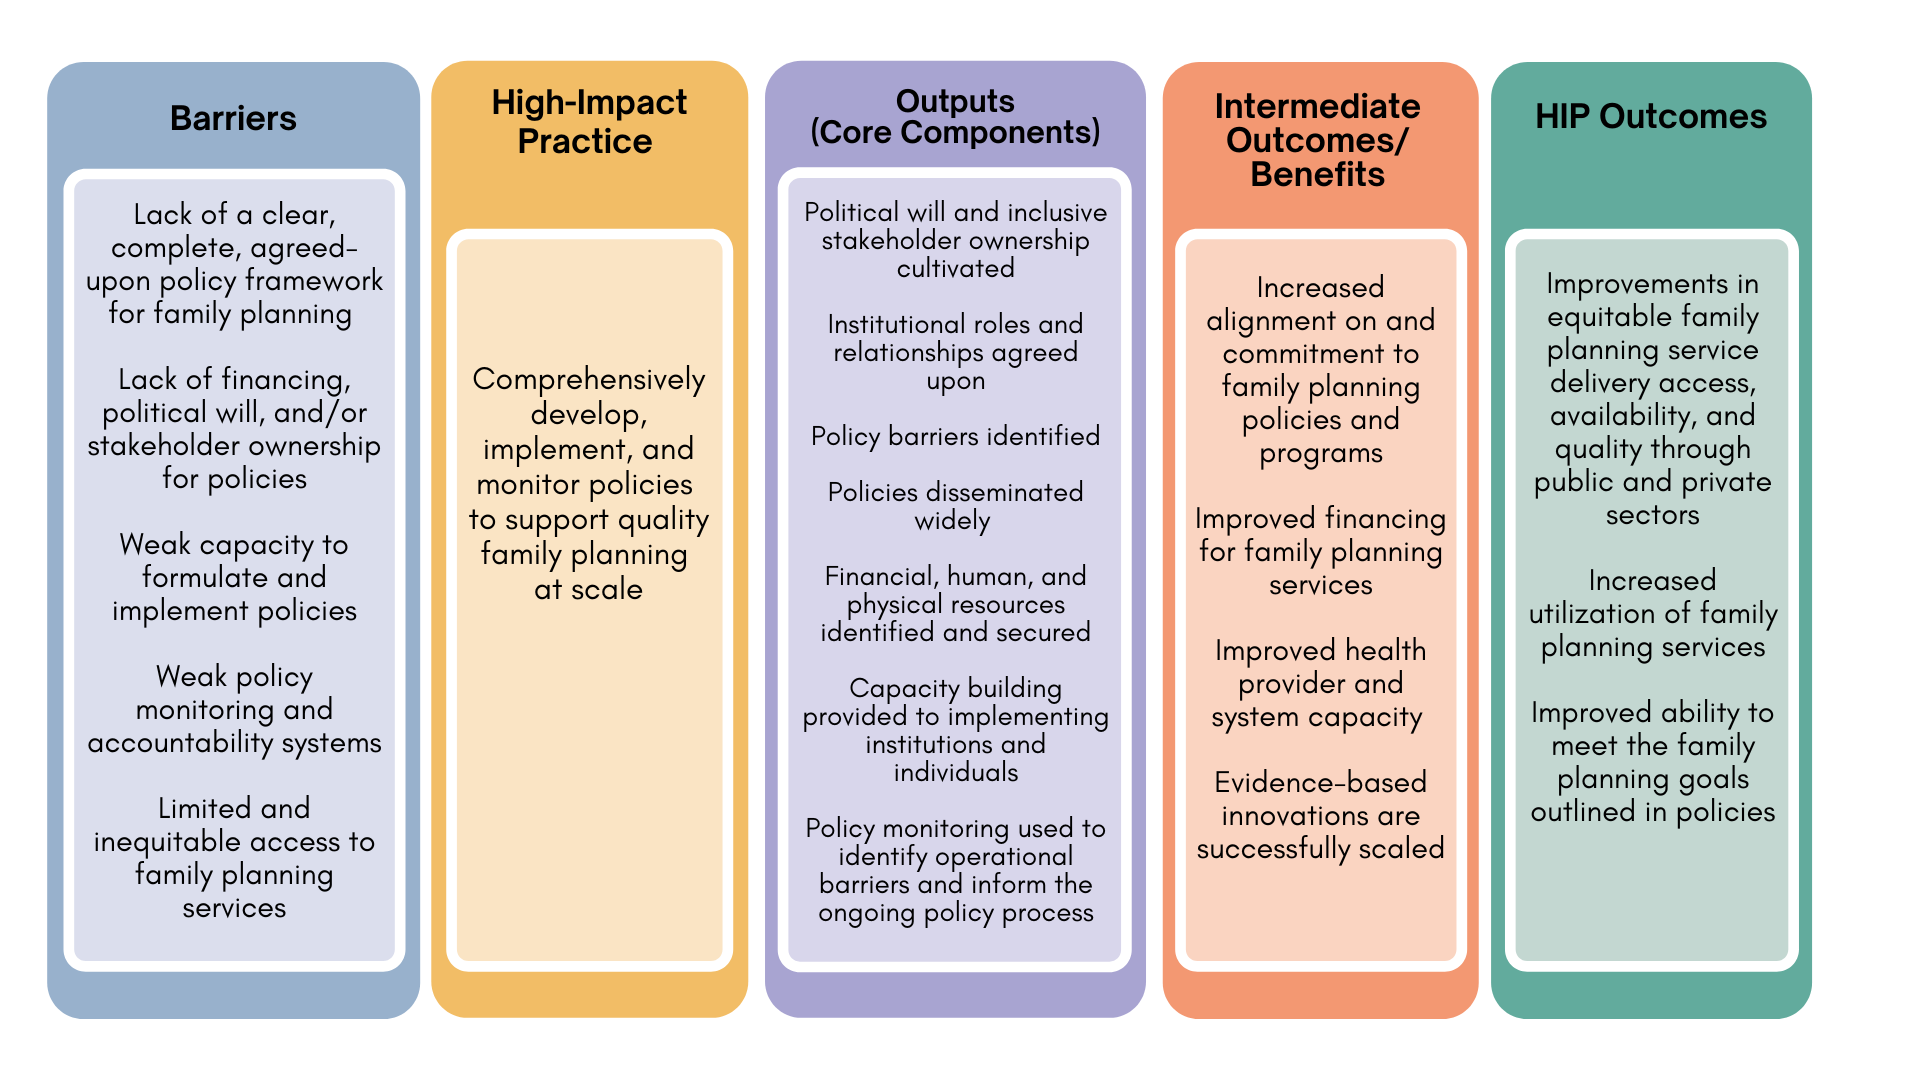 Barriers
Lack of a clear,
complete, agreed-
upon policy framework
for family planning
Lack of financing,
political will, and/or
stakeholder ownership
for policies
Weak capacity to
formulate and
implement policies
Weak policy
monitoring and
accountability systems
Limited and
inequitable access to
family planning
services
High-Impact
Practice
Comprehensively
develop,
implement, and
monitor policies
to support quality
family planning
at scale
Outputs
(Core Components)
Political will and inclusive
stakeholder ownership
cultivated
Institutional roles and
relationships agreed
upon
Policy barriers identified
Policies disseminated
widely
Financial, human, and
physical resources
identified and secured
Capacity building
provided to implementing
institutions and
individuals
Policy monitoring used to
identify operational
barriers and inform the
ongoing policy process
Intermediate
Outcomes/
Benefits
Increased
alignment on and
commitment to
family planning
policies and
programs
Improved financing
for family planning
services
Improved health
provider and
system capacity
Evidence-based
innovations are
successfully scaled
HIP Outcomes
Improvements in
equitable family
planning service
delivery access,
availability, and
quality through
public and private
sectors
Increased
utilization of family
planning services
Improved ability to
meet the family
planning goals
outlined in policies